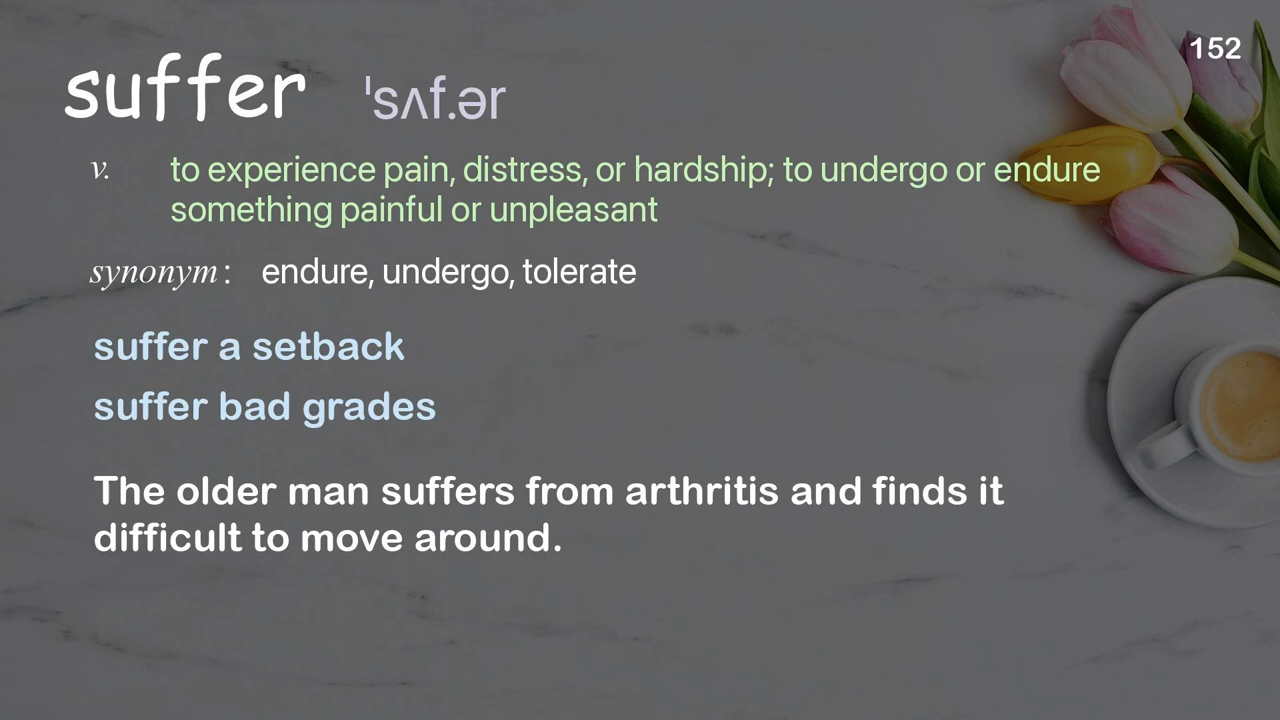 152
suffer ˈsʌf.ər
v. to experience pain, distress, or hardship; to undergo or endure
something painful or unpleasant
synonym: endure, undergo, tolerate
suffer a setback
suffer bad grades
The older man suffers from arthritis and finds it
difficult to move around.